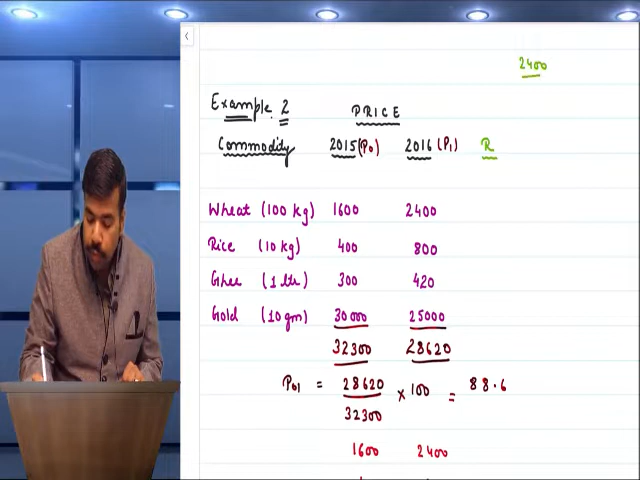 2400
Example 2 PRICE
Commodity 2015 (P0) 2016 (P1) R
Wheat (100 kg) 1600 2400
Rice (10 kg) 400 800
Ghee (1 ltr) 300 420
Gold (10 gm) 30000 25000
32300 28620
P01 = 28620 / 32300 × 100 = 88.6
1600 2400